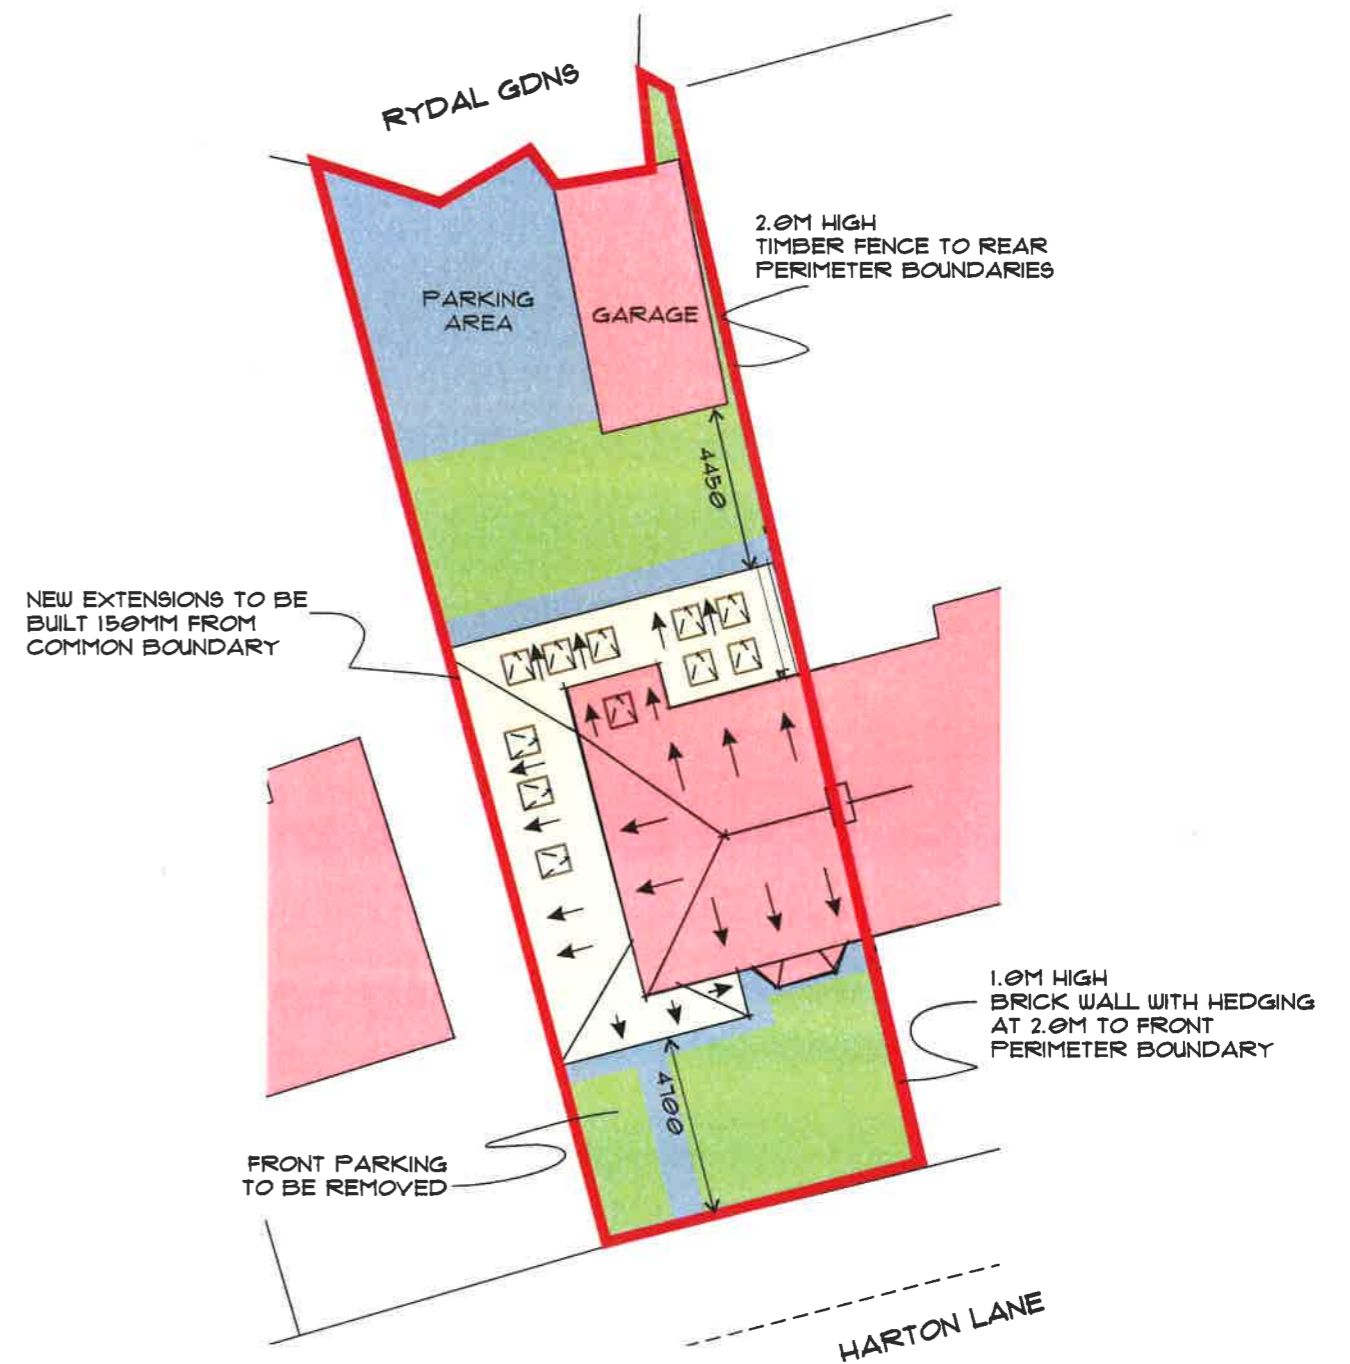 RYDAL GDNS
2.0M HIGH
TIMBER FENCE TO REAR
PERIMETER BOUNDARIES
PARKING
AREA
GARAGE
4450
NEW EXTENSIONS TO BE
BUILT 150MM FROM
COMMON BOUNDARY
1.0M HIGH
BRICK WALL WITH HEDGING
AT 2.0M TO FRONT
PERIMETER BOUNDARY
4700
FRONT PARKING
TO BE REMOVED
HARTON LANE